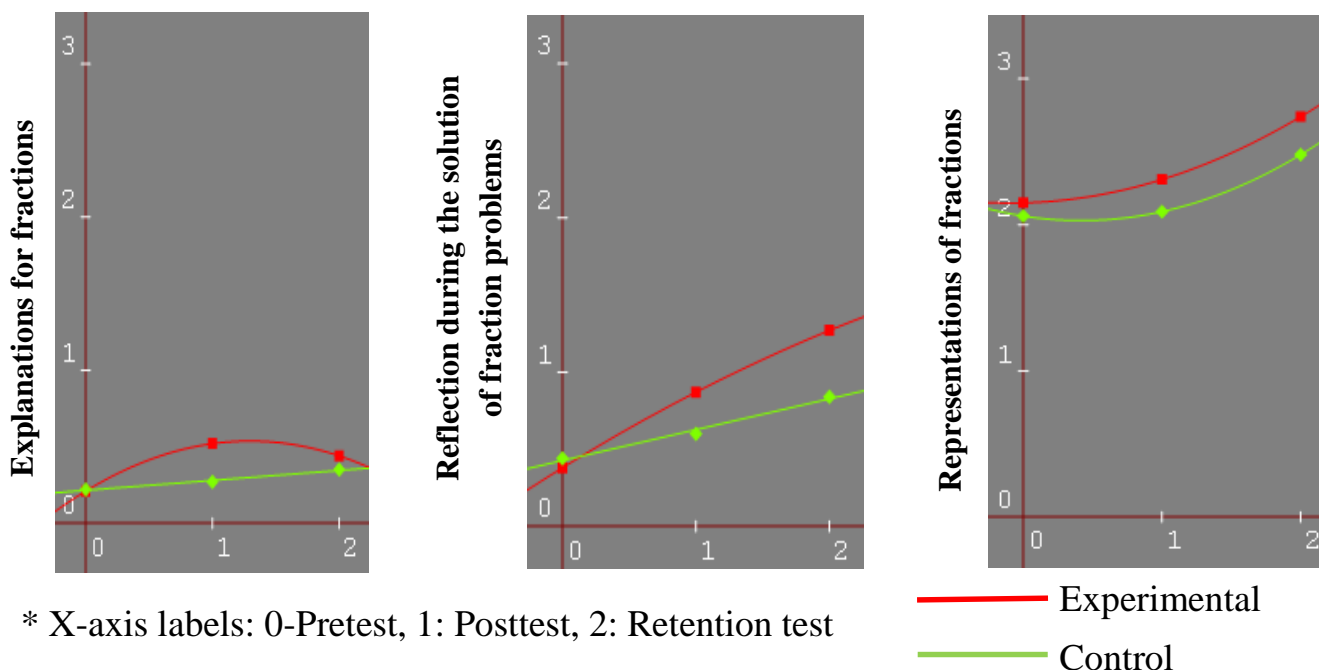 Explanations for fractions
3
2
1
0
0 1 2
Reflection during the solution
of fraction problems
3
2
1
0
0 1 2
Representations of fractions
3
2
1
0
0 1 2
* X-axis labels: 0-Pretest, 1: Posttest, 2: Retention test
Experimental
Control